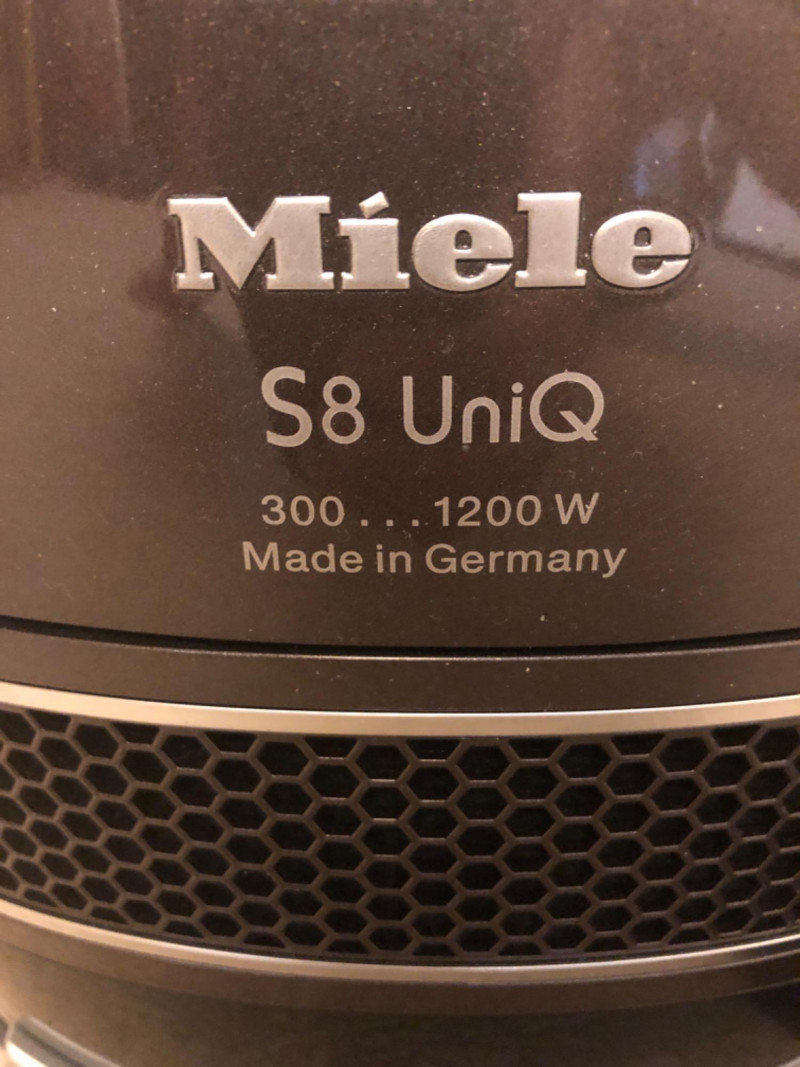 Miele
S8 UniQ
300...1200 W
Made in Germany